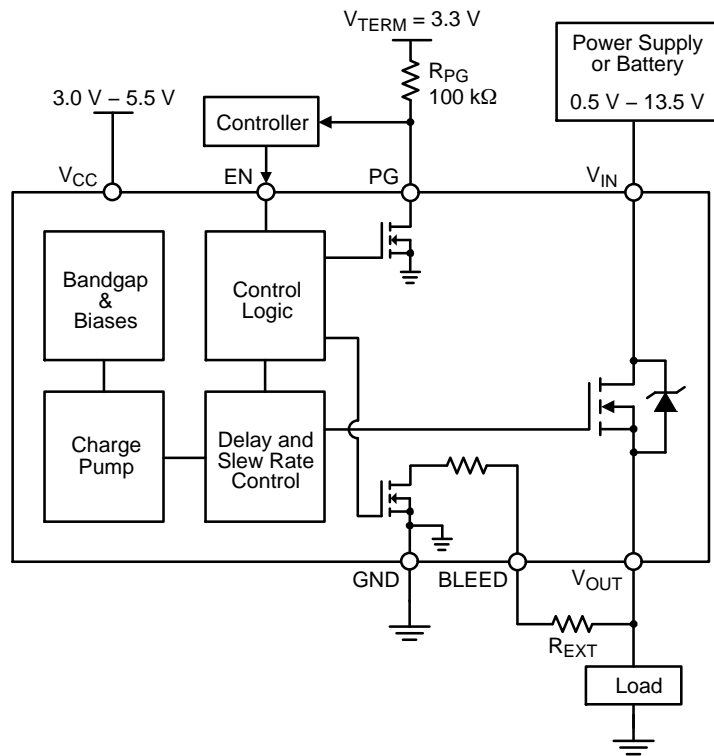 V_TERM = 3.3 V
R_PG
100 kΩ
Power Supply
or Battery
0.5 V – 13.5 V
3.0 V – 5.5 V
Controller
V_CC
EN
PG
V_IN
Bandgap
&
Biases
Control
Logic
Charge
Pump
Delay and
Slew Rate
Control
GND
BLEED
V_OUT
R_EXT
Load